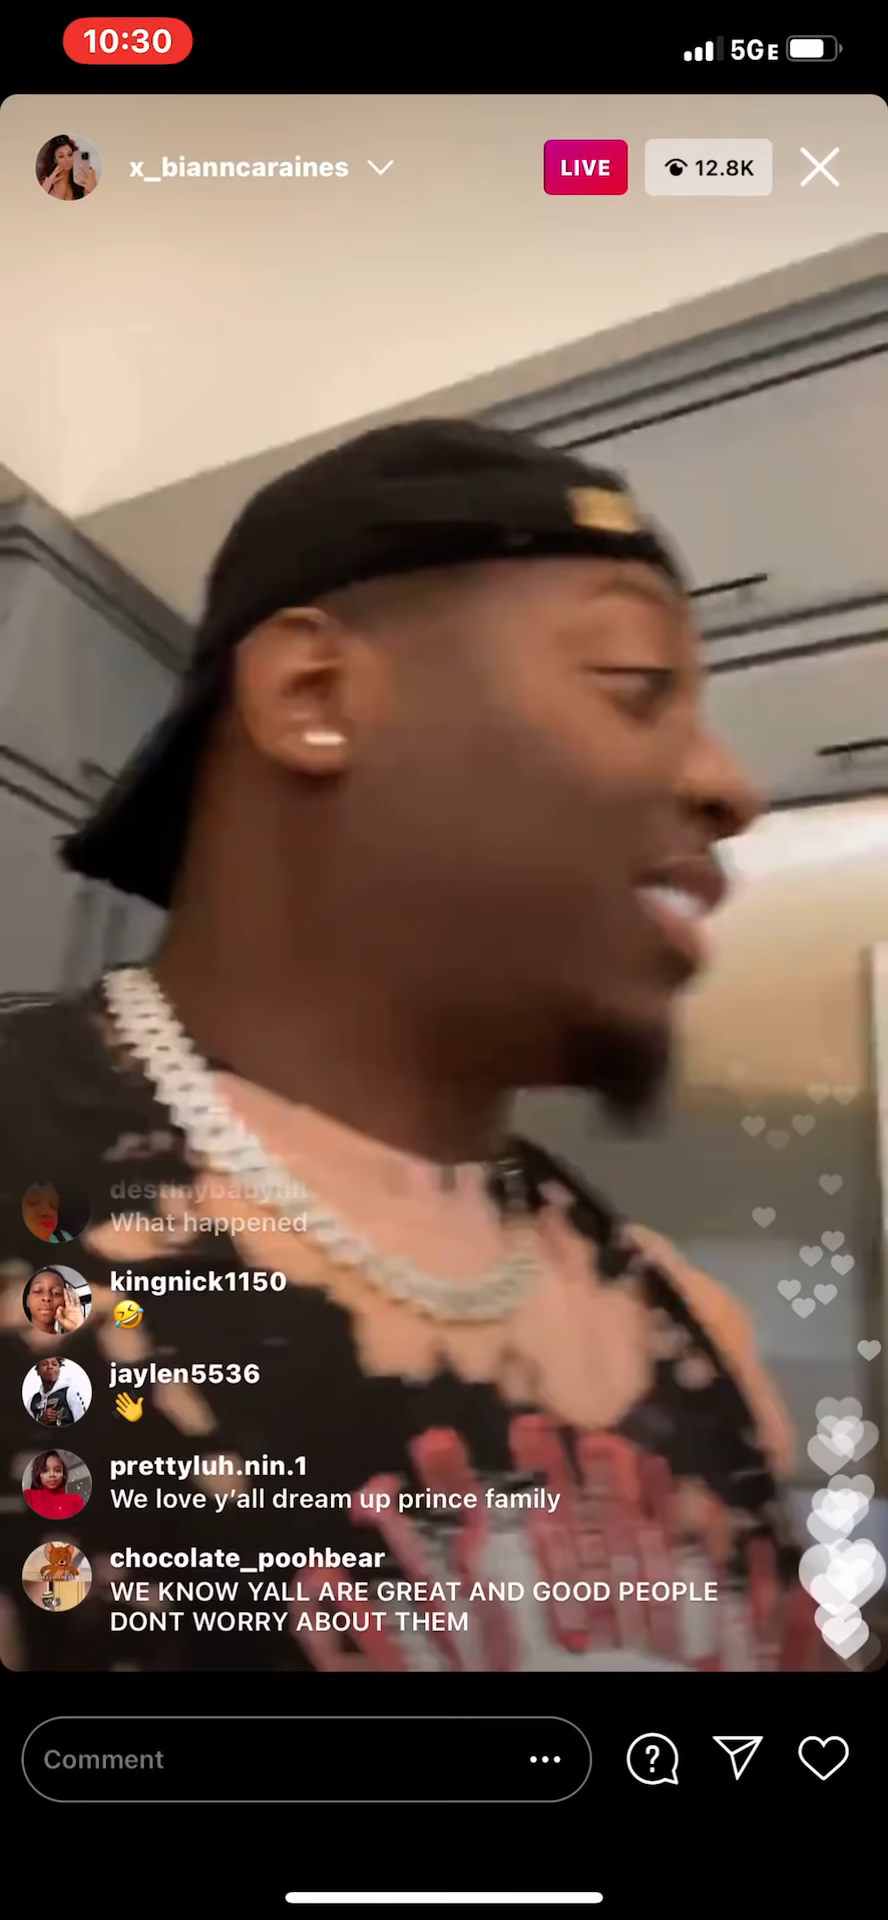 10:30
5GE
x_bianncaraines
LIVE
12.8K
What happened
kingnick1150
🤣
jaylen5536
👋
prettyluh.nin.1
We love y’all dream up prince family
chocolate_poohbear
WE KNOW YALL ARE GREAT AND GOOD PEOPLE
DONT WORRY ABOUT THEM
Comment